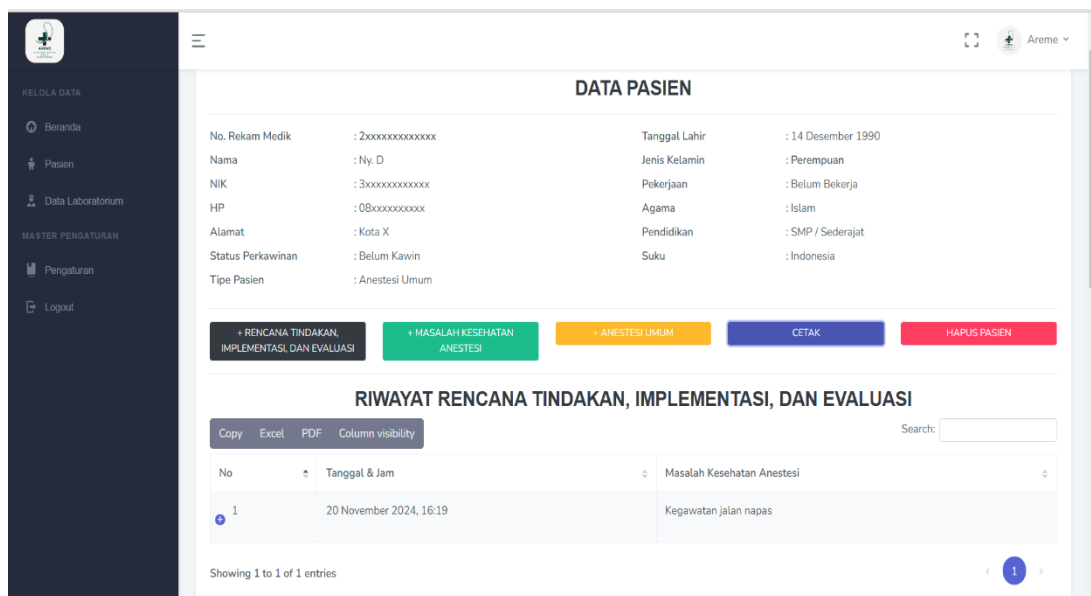 AREME
Areme
KELOLA DATA
Beranda
Pasien
Data Laboratorium
MASTER PENGATURAN
Pengaturan
Logout
DATA PASIEN
No. Rekam Medik : 2xxxxxxxxxxxxx
Nama : Ny. D
NIK : 3xxxxxxxxxxxx
HP : 08xxxxxxxxxx
Alamat : Kota X
Status Perkawinan : Belum Kawin
Tipe Pasien : Anestesi Umum
Tanggal Lahir : 14 Desember 1990
Jenis Kelamin : Perempuan
Pekerjaan : Belum Bekerja
Agama : Islam
Pendidikan : SMP / Sederajat
Suku : Indonesia
+ RENCANA TINDAKAN,
IMPLEMENTASI, DAN EVALUASI
+ MASALAH KESEHATAN
ANESTESI
+ ANESTESI UMUM
CETAK
HAPUS PASIEN
RIWAYAT RENCANA TINDAKAN, IMPLEMENTASI, DAN EVALUASI
Copy Excel PDF Column visibility
Search:
No Tanggal & Jam Masalah Kesehatan Anestesi
1 20 November 2024, 16:19 Kegawatan jalan napas
Showing 1 to 1 of 1 entries
1